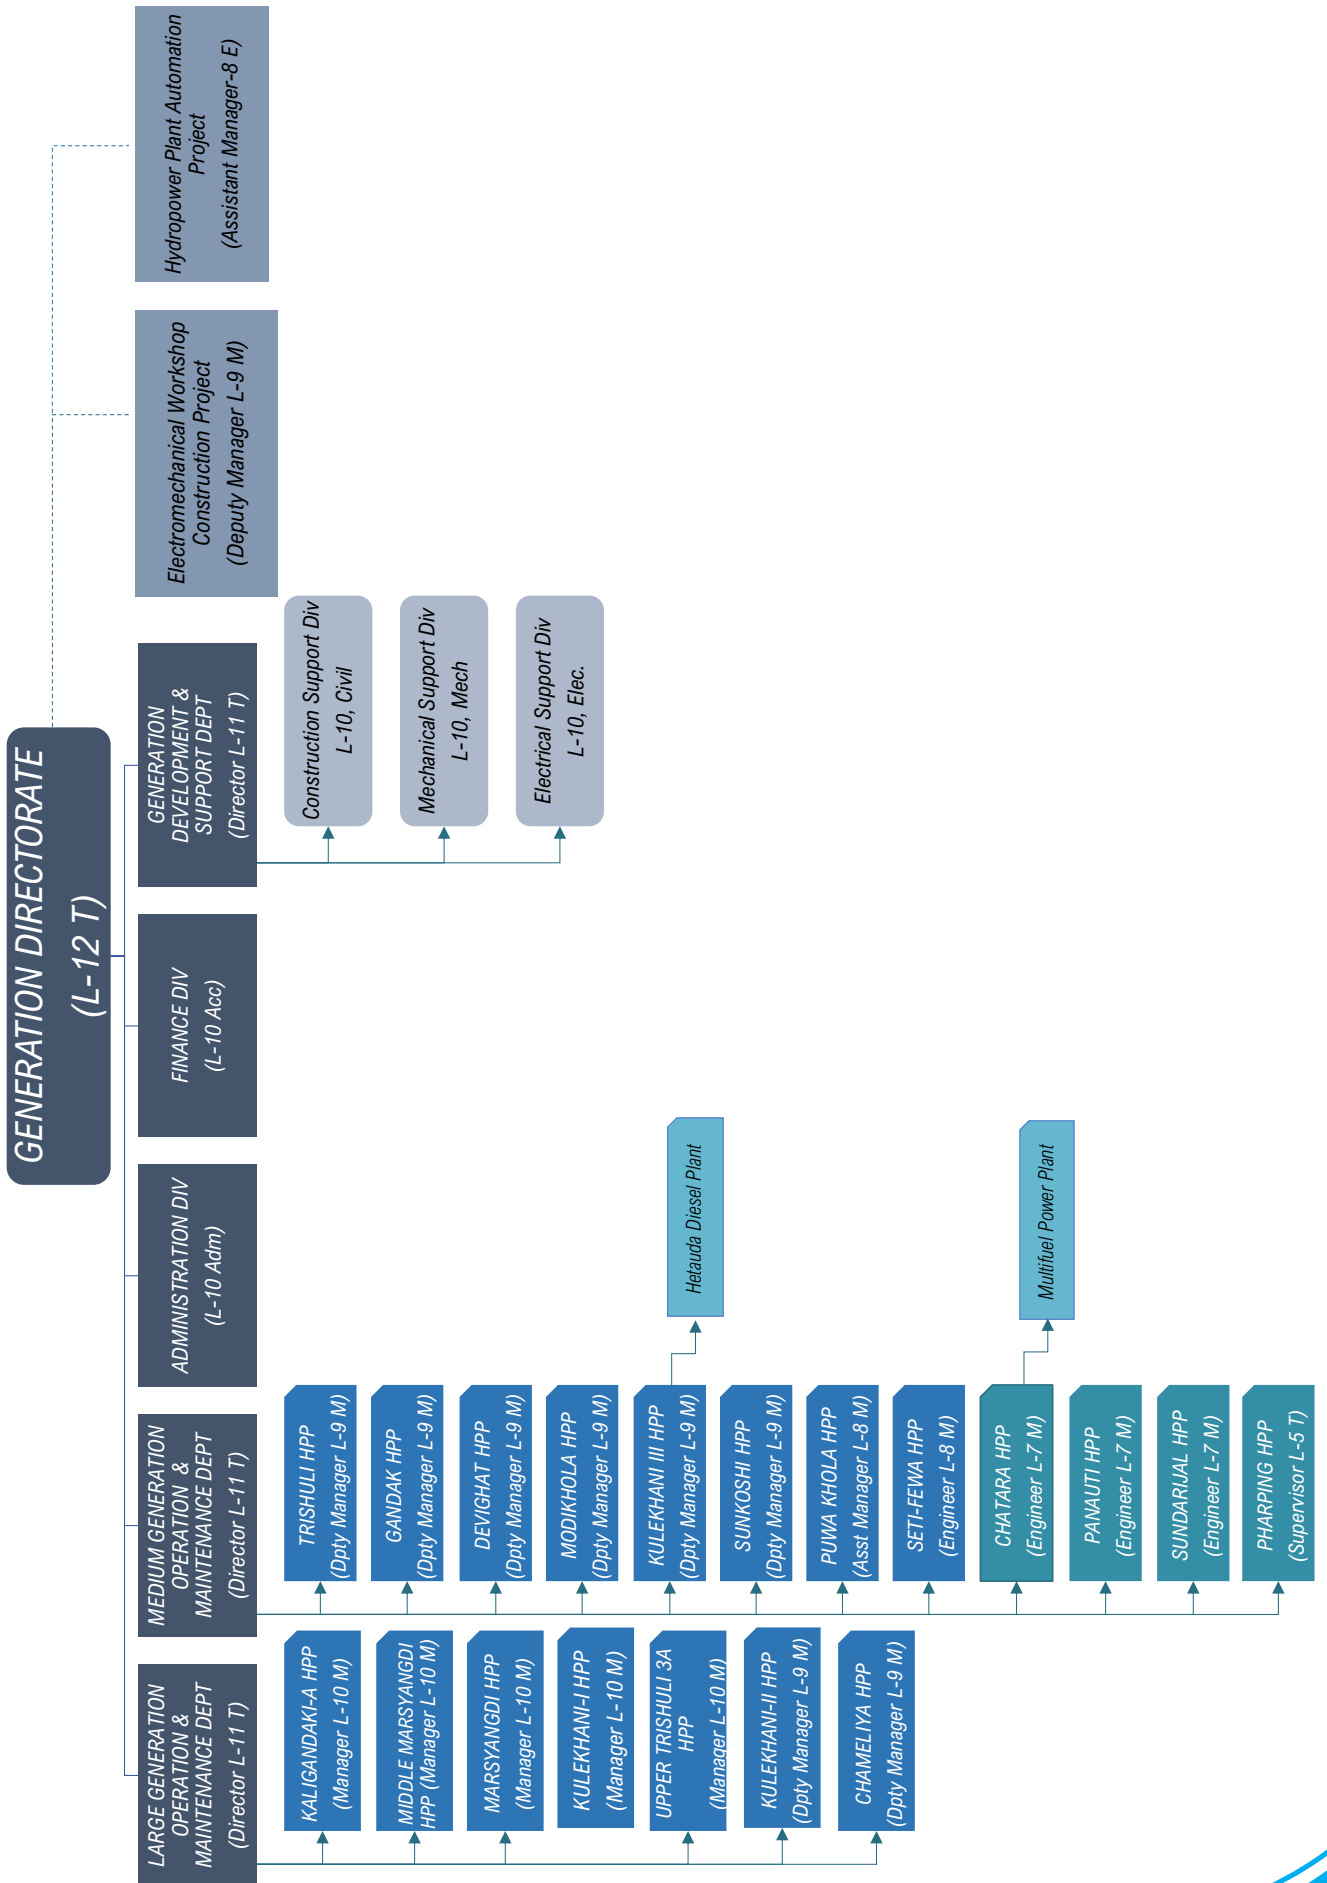 GENERATION DIRECTORATE
(L-12 T)
LARGE GENERATION
OPERATION &
MAINTENANCE DEPT
(Director L-11 T)
MEDIUM GENERATION
OPERATION &
MAINTENANCE DEPT
(Director L-11 T)
ADMINISTRATION DIV
(L-10 Adm)
FINANCE DIV
(L-10 Acc)
GENERATION
DEVELOPMENT &
SUPPORT DEPT
(Director L-11 T)
Electromechanical Workshop
Construction Project
(Deputy Manager L-9 M)
Hydropower Plant Automation
Project
(Assistant Manager-8 E)
KALIGANDAKI-A HPP
(Manager L-10 M)
MIDDLE MARSYANGDI
HPP (Manager L-10 M)
MARSYANGDI HPP
(Manager L-10 M)
KULEKHANI-I HPP
(Manager L-10 M)
UPPER TRISHULI 3A
HPP
(Manager L-10 M)
KULEKHANI-II HPP
(Dpty Manager L-9 M)
CHAMELIYA HPP
(Dpty Manager L-9 M)
TRISHULI HPP
(Dpty Manager L-9 M)
GANDAK HPP
(Dpty Manager L-9 M)
DEVIGHAT HPP
(Dpty Manager L-9 M)
MODIKHOLA HPP
(Dpty Manager L-9 M)
KULEKHANI III HPP
(Dpty Manager L-9 M)
SUNKOSHI HPP
(Dpty Manager L-9 M)
PUWA KHOLA HPP
(Asst Manager L-8 M)
SETI-FEWA HPP
(Engineer L-8 M)
CHATARA HPP
(Engineer L-7 M)
PANAUTI HPP
(Engineer L-7 M)
SUNDARIJAL HPP
(Engineer L-7 M)
PHARPING HPP
(Supervisor L-5 T)
Hetauda Diesel Plant
Multifuel Power Plant
Construction Support Div
L-10, Civil
Mechanical Support Div
L-10, Mech
Electrical Support Div
L-10, Elec.